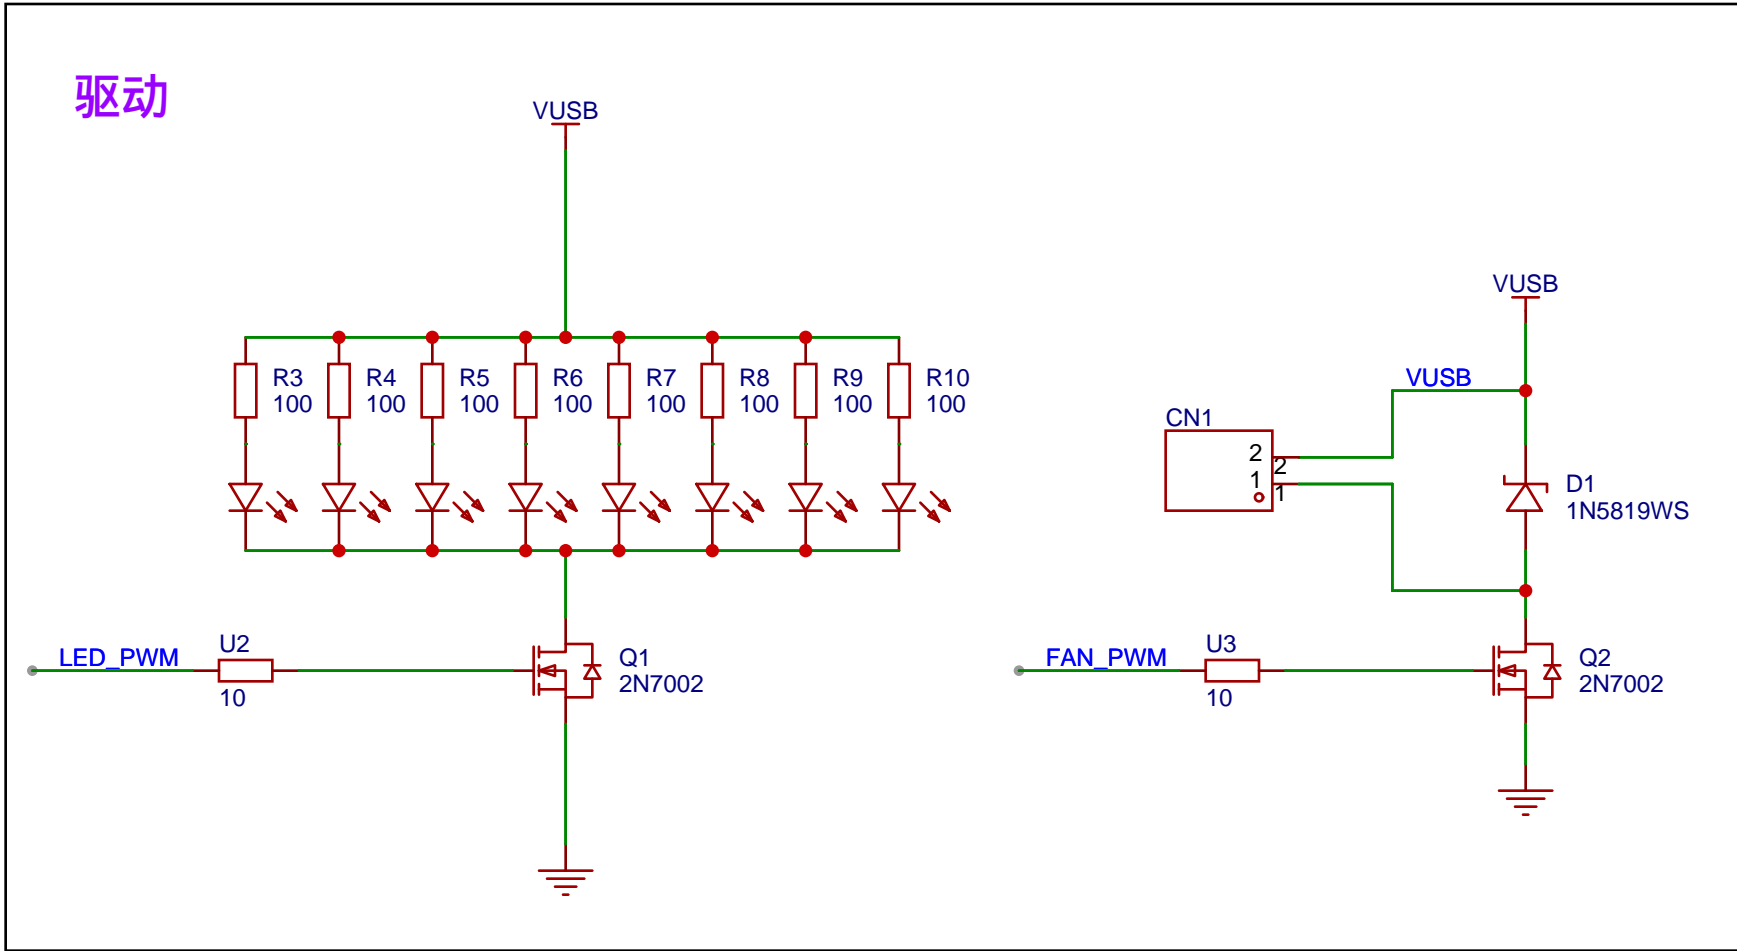 驱动
VUSB
R3
100
R4
100
R5
100
R6
100
R7
100
R8
100
R9
100
R10
100
LED_PWM
U2
10
Q1
2N7002
VUSB
VUSB
CN1
2
2
1
1
D1
1N5819WS
FAN_PWM
U3
10
Q2
2N7002